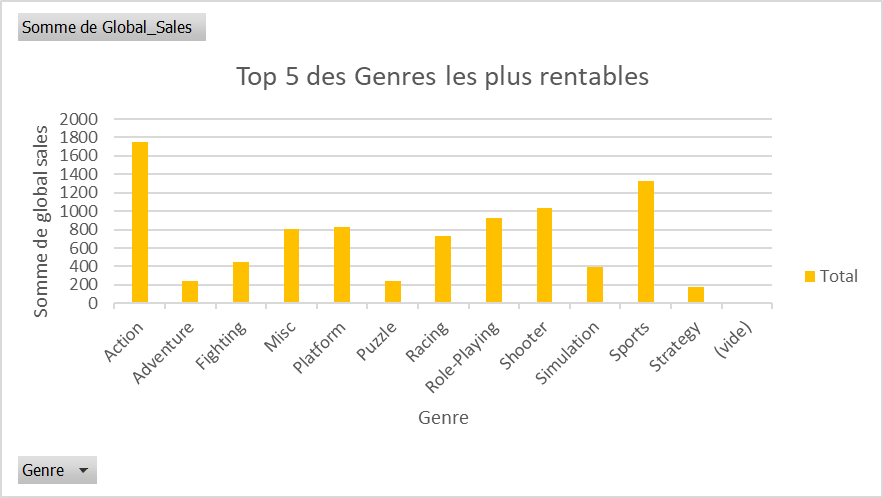 Somme de Global_Sales
Top 5 des Genres les plus rentables
Somme de global sales
2000
1800
1600
1400
1200
1000
800
600
400
200
0
Action
Adventure
Fighting
Misc
Platform
Puzzle
Racing
Role-Playing
Shooter
Simulation
Sports
Strategy
(vide)
Total
Genre
Genre